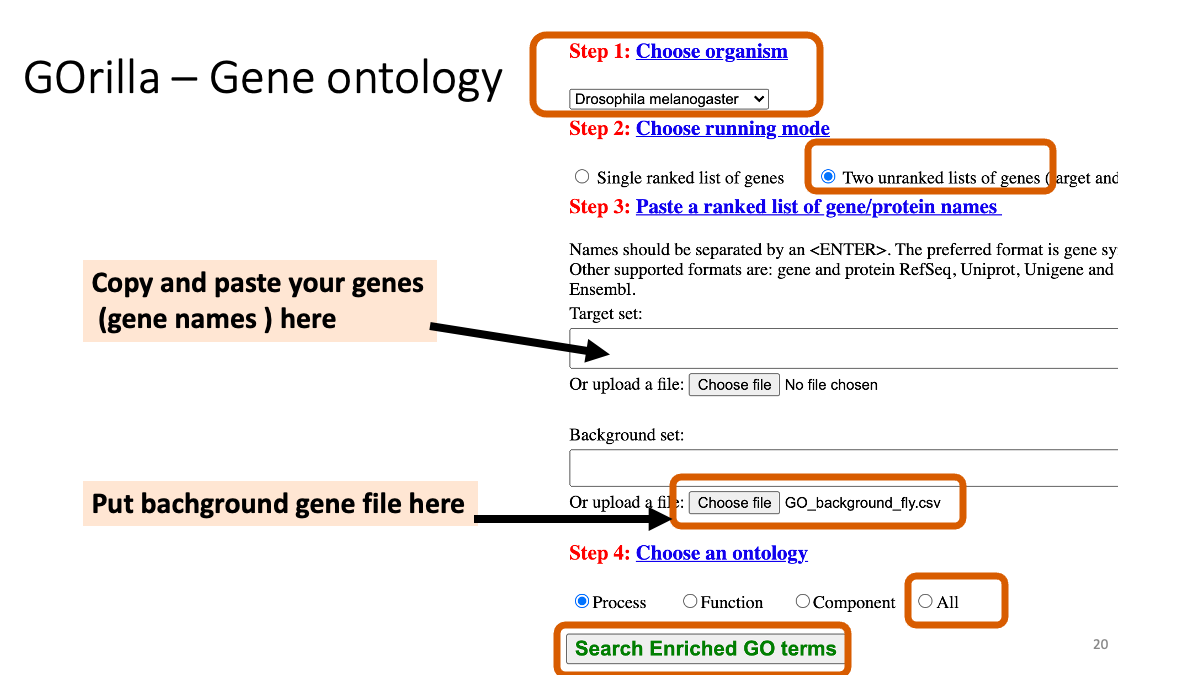 GOrilla – Gene ontology
Step 1: Choose organism
Drosophila melanogaster
Step 2: Choose running mode
Single ranked list of genes
Two unranked lists of genes (target and
Step 3: Paste a ranked list of gene/protein names
Names should be separated by an <ENTER>. The preferred format is gene sy
Other supported formats are: gene and protein RefSeq, Uniprot, Unigene and
Ensembl.
Target set:
Copy and paste your genes
(gene names ) here
Or upload a file: Choose file No file chosen
Background set:
Put bachground gene file here
Or upload a file: Choose file GO_background_fly.csv
Step 4: Choose an ontology
Process Function Component All
Search Enriched GO terms
20